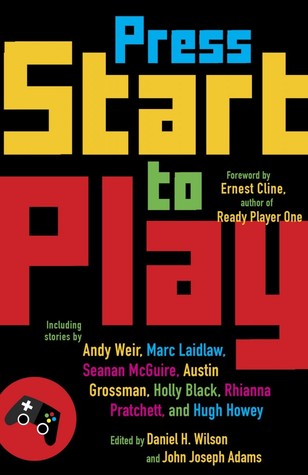 Press
Start
to
Foreword by
Ernest Cline,
author of
Ready Player One
Play
Including
stories by
Andy Weir, Marc Laidlaw,
Seanan McGuire, Austin
Grossman, Holly Black, Rhianna
Pratchett, and Hugh Howey
Edited by Daniel H. Wilson
and John Joseph Adams